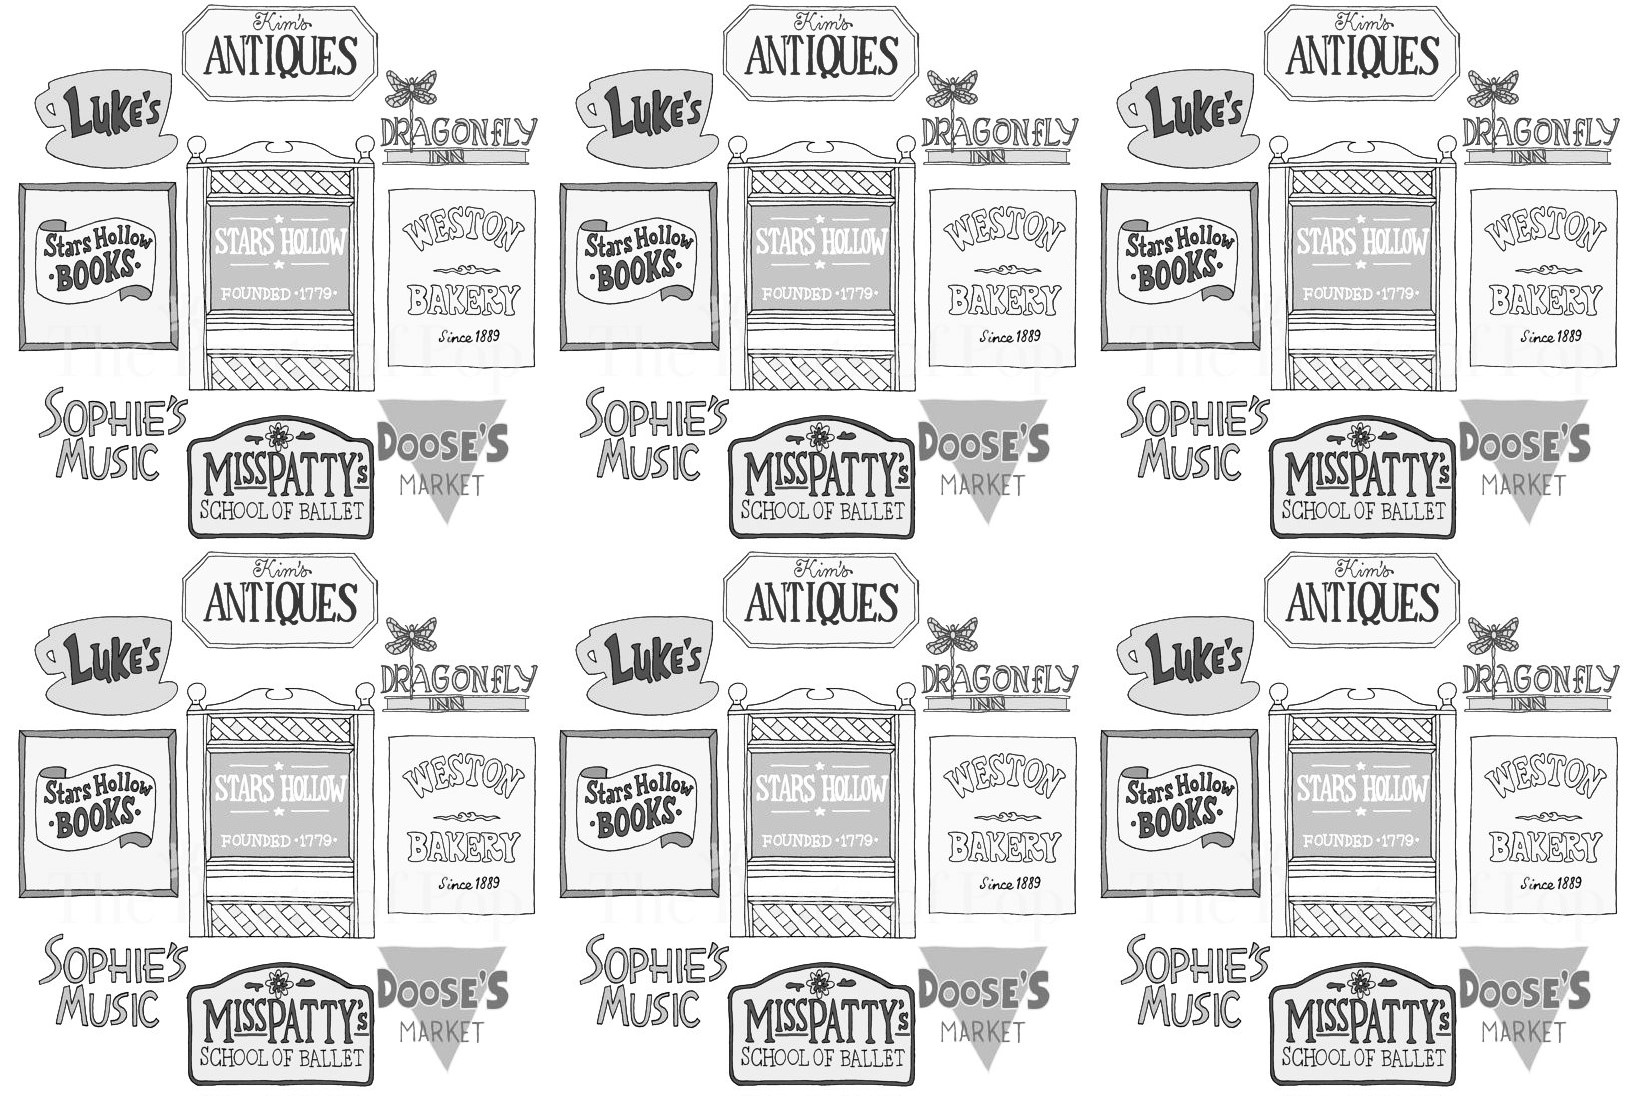 Kim's
ANTIQUES
LUKE'S
DRAGONFLY
INN
Stars Hollow
·BOOKS·
STARS HOLLOW
FOUNDED·1779·
WESTON
BAKERY
Since 1889
SOPHIE'S
MUSIC
MISS PATTY'S
SCHOOL OF BALLET
DOOSE'S
MARKET
Kim's
ANTIQUES
LUKE'S
DRAGONFLY
INN
Stars Hollow
·BOOKS·
STARS HOLLOW
FOUNDED·1779·
WESTON
BAKERY
Since 1889
SOPHIE'S
MUSIC
MISS PATTY'S
SCHOOL OF BALLET
DOOSE'S
MARKET
Kim's
ANTIQUES
LUKE'S
DRAGONFLY
INN
Stars Hollow
·BOOKS·
STARS HOLLOW
FOUNDED·1779·
WESTON
BAKERY
Since 1889
SOPHIE'S
MUSIC
MISS PATTY'S
SCHOOL OF BALLET
DOOSE'S
MARKET
Kim's
ANTIQUES
LUKE'S
DRAGONFLY
INN
Stars Hollow
·BOOKS·
STARS HOLLOW
FOUNDED·1779·
WESTON
BAKERY
Since 1889
SOPHIE'S
MUSIC
MISS PATTY'S
SCHOOL OF BALLET
DOOSE'S
MARKET
Kim's
ANTIQUES
LUKE'S
DRAGONFLY
INN
Stars Hollow
·BOOKS·
STARS HOLLOW
FOUNDED·1779·
WESTON
BAKERY
Since 1889
SOPHIE'S
MUSIC
MISS PATTY'S
SCHOOL OF BALLET
DOOSE'S
MARKET
Kim's
ANTIQUES
LUKE'S
DRAGONFLY
INN
Stars Hollow
·BOOKS·
STARS HOLLOW
FOUNDED·1779·
WESTON
BAKERY
Since 1889
SOPHIE'S
MUSIC
MISS PATTY'S
SCHOOL OF BALLET
DOOSE'S
MARKET